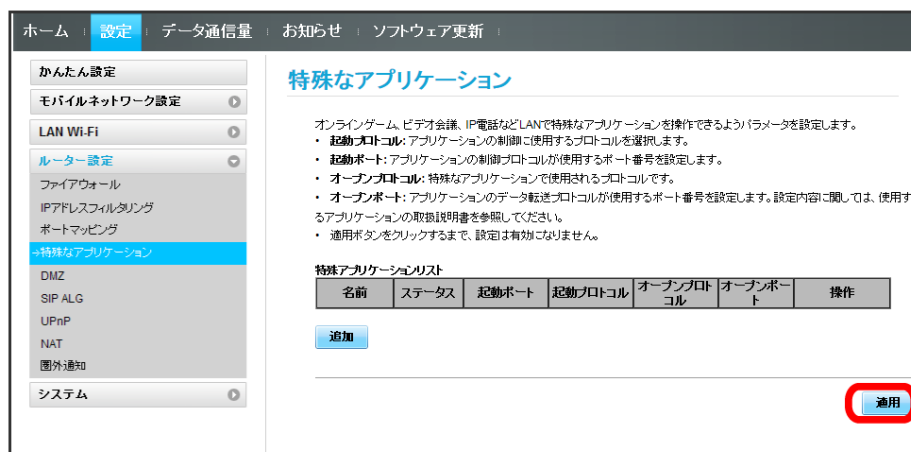 ホーム 設定 データ通信量 お知らせ ソフトウェア更新
かんたん設定
モバイルネットワーク設定
LAN Wi-Fi
ルーター設定
ファイアウォール
IPアドレスフィルタリング
ポートマッピング
→特殊なアプリケーション
DMZ
SIP ALG
UPnP
NAT
圏外通知
システム
特殊なアプリケーション
オンラインゲーム、ビデオ会議、IP電話などLANで特殊なアプリケーションを操作できるようパラメータを設定します。
• 起動プロトコル: アプリケーションの制御に使用するプロトコルを選択します。
• 起動ポート: アプリケーションの制御プロトコルが使用するポート番号を設定します。
• オープンプロトコル: 特殊なアプリケーションで使用されるプロトコルです。
• オープンポート: アプリケーションのデータ転送プロトコルが使用するポート番号を設定します。設定内容に関しては、使用す
るアプリケーションの取扱説明書を参照してください。
• 適用ボタンをクリックするまで、設定は有効になりません。
特殊アプリケーションリスト
名前 ステータス 起動ポート 起動プロトコル オープンプロトコル オープンポート 操作
追加
適用